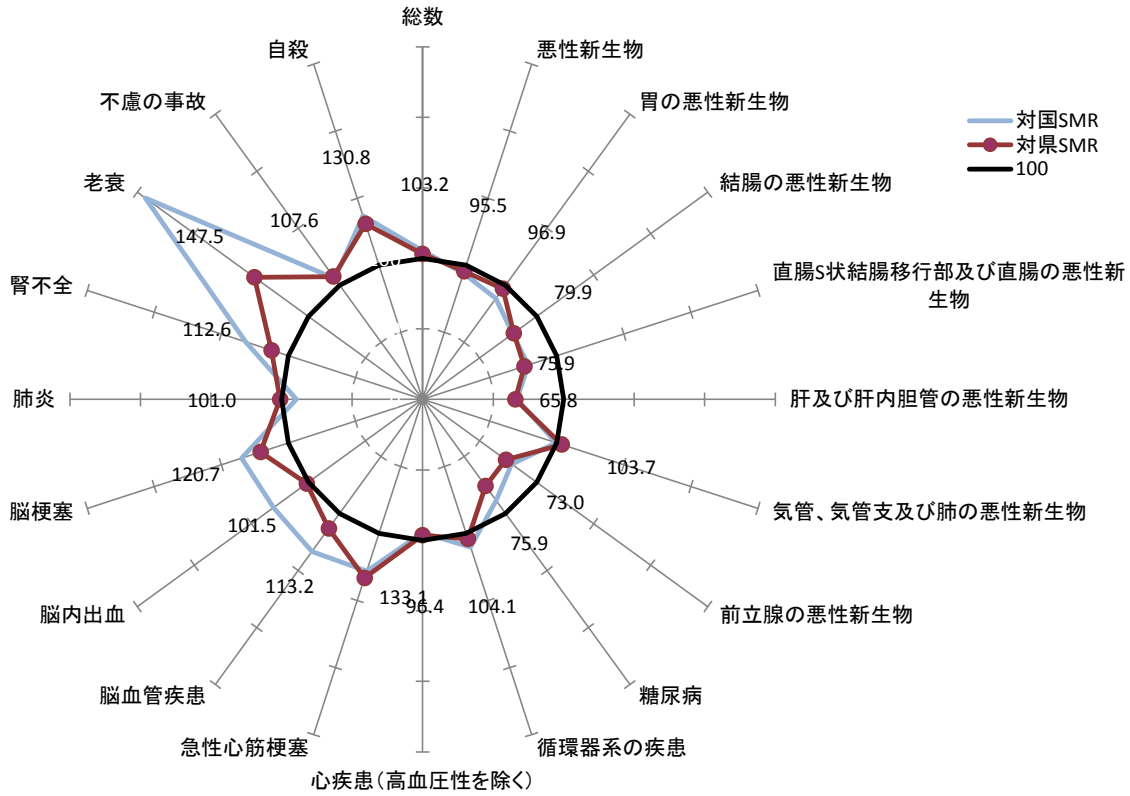 総数
悪性新生物
胃の悪性新生物
結腸の悪性新生物
直腸S状結腸移行部及び直腸の悪性新
生物
肝及び肝内胆管の悪性新生物
気管、気管支及び肺の悪性新生物
前立腺の悪性新生物
糖尿病
循環器系の疾患
心疾患（高血圧性を除く）
急性心筋梗塞
脳血管疾患
脳内出血
脳梗塞
肺炎
腎不全
老衰
不慮の事故
自殺
103.2
95.5
96.9
79.9
75.9
65.8
103.7
73.0
75.9
104.1
96.4
133.1
113.2
101.5
120.7
101.0
112.6
147.5
107.6
130.8
対国SMR
対県SMR
100